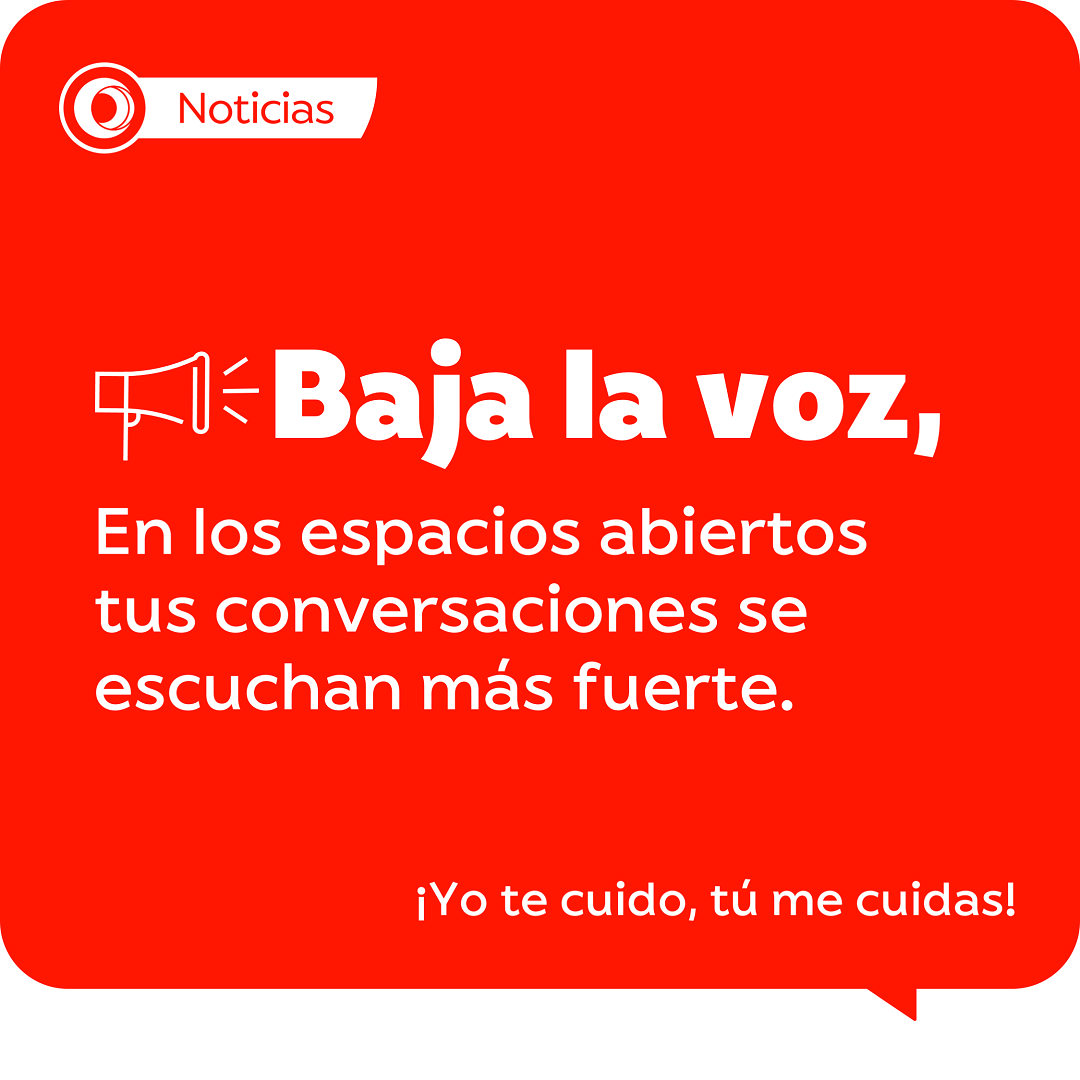 Noticias
Baja la voz,
En los espacios abiertos
tus conversaciones se
escuchan más fuerte.
¡Yo te cuido, tú me cuidas!